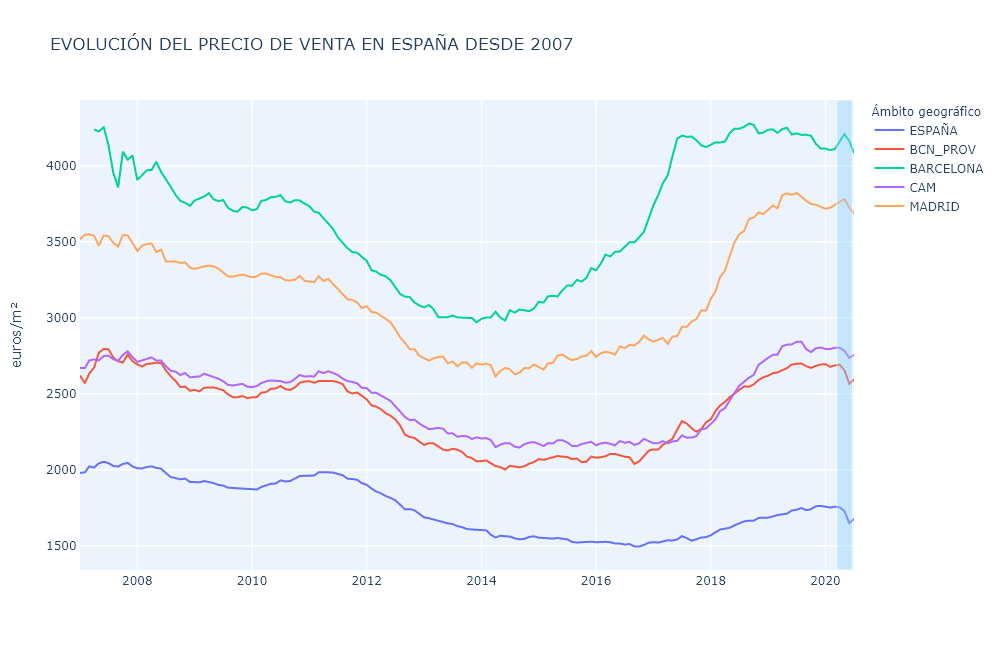 EVOLUCIÓN DEL PRECIO DE VENTA EN ESPAÑA DESDE 2007
Ámbito geográfico
ESPAÑA
BCN_PROV
BARCELONA
CAM
MADRID
euros/m²
4000
3500
3000
2500
2000
1500
2008 2010 2012 2014 2016 2018 2020